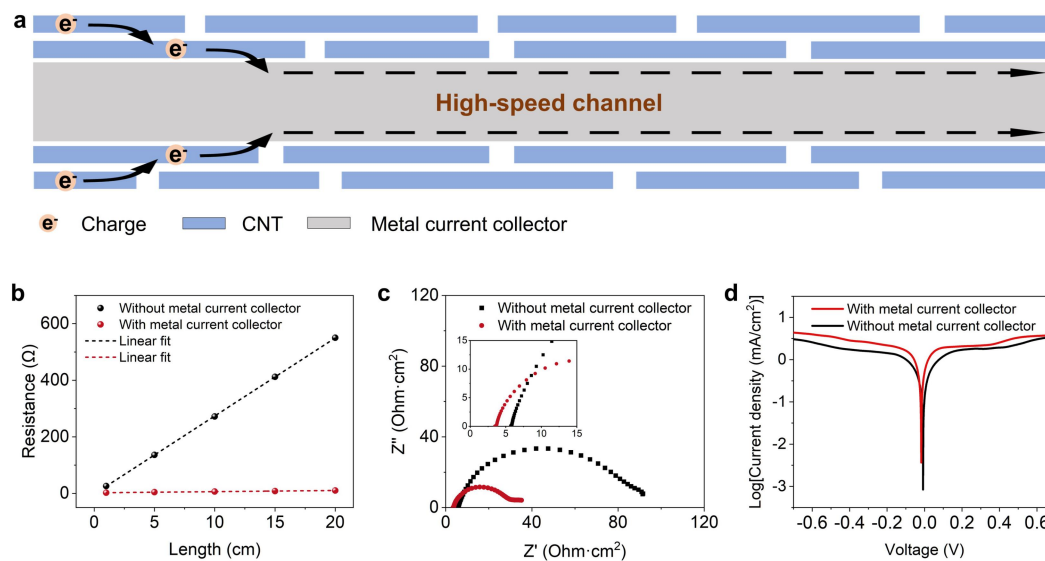 a
e-
e-
High-speed channel
e-
e-
e- Charge CNT Metal current collector
b
Without metal current collector
With metal current collector
Linear fit
Linear fit
Resistance (Ω)
600
400
200
0
0 5 10 15 20
Length (cm)
c
Without metal current collector
With metal current collector
Z'' (Ohm·cm²)
120
80
40
0
15
10
5
0
0 5 10 15
0 40 80 120
Z' (Ohm·cm²)
d
With metal current collector
Without metal current collector
Log[Current density (mA/cm²)]
1
0
-1
-2
-3
-0.6 -0.4 -0.2 0.0 0.2 0.4 0.6
Voltage (V)